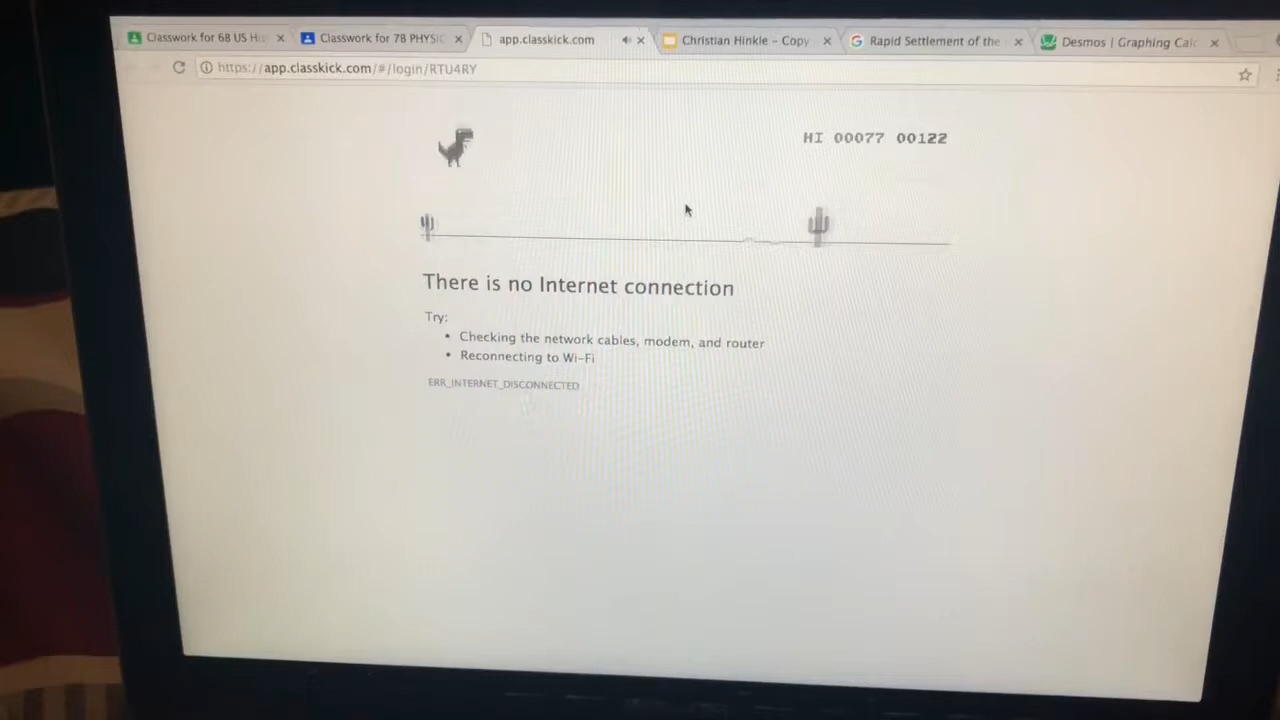 Classwork for 6B US His
Classwork for 7B PHYSIC
app.classkick.com
Christian Hinkle - Copy
Rapid Settlement of the
Desmos | Graphing Calc
https://app.classkick.com/#/login/RTU4RY
HI 00077 00122
There is no Internet connection
Try:
• Checking the network cables, modem, and router
• Reconnecting to Wi-Fi
ERR_INTERNET_DISCONNECTED